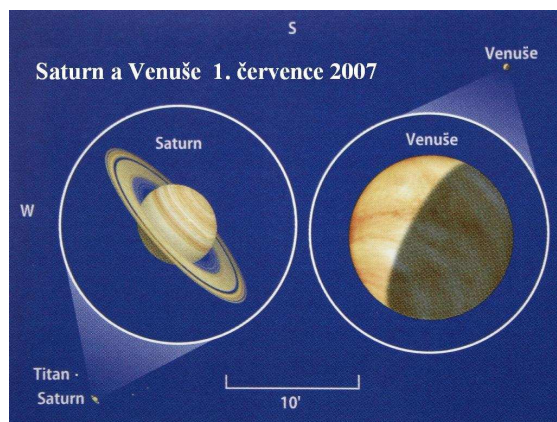 S
Venuše
Saturn a Venuše 1. července 2007
Saturn
Venuše
W
Titan
Saturn
10'